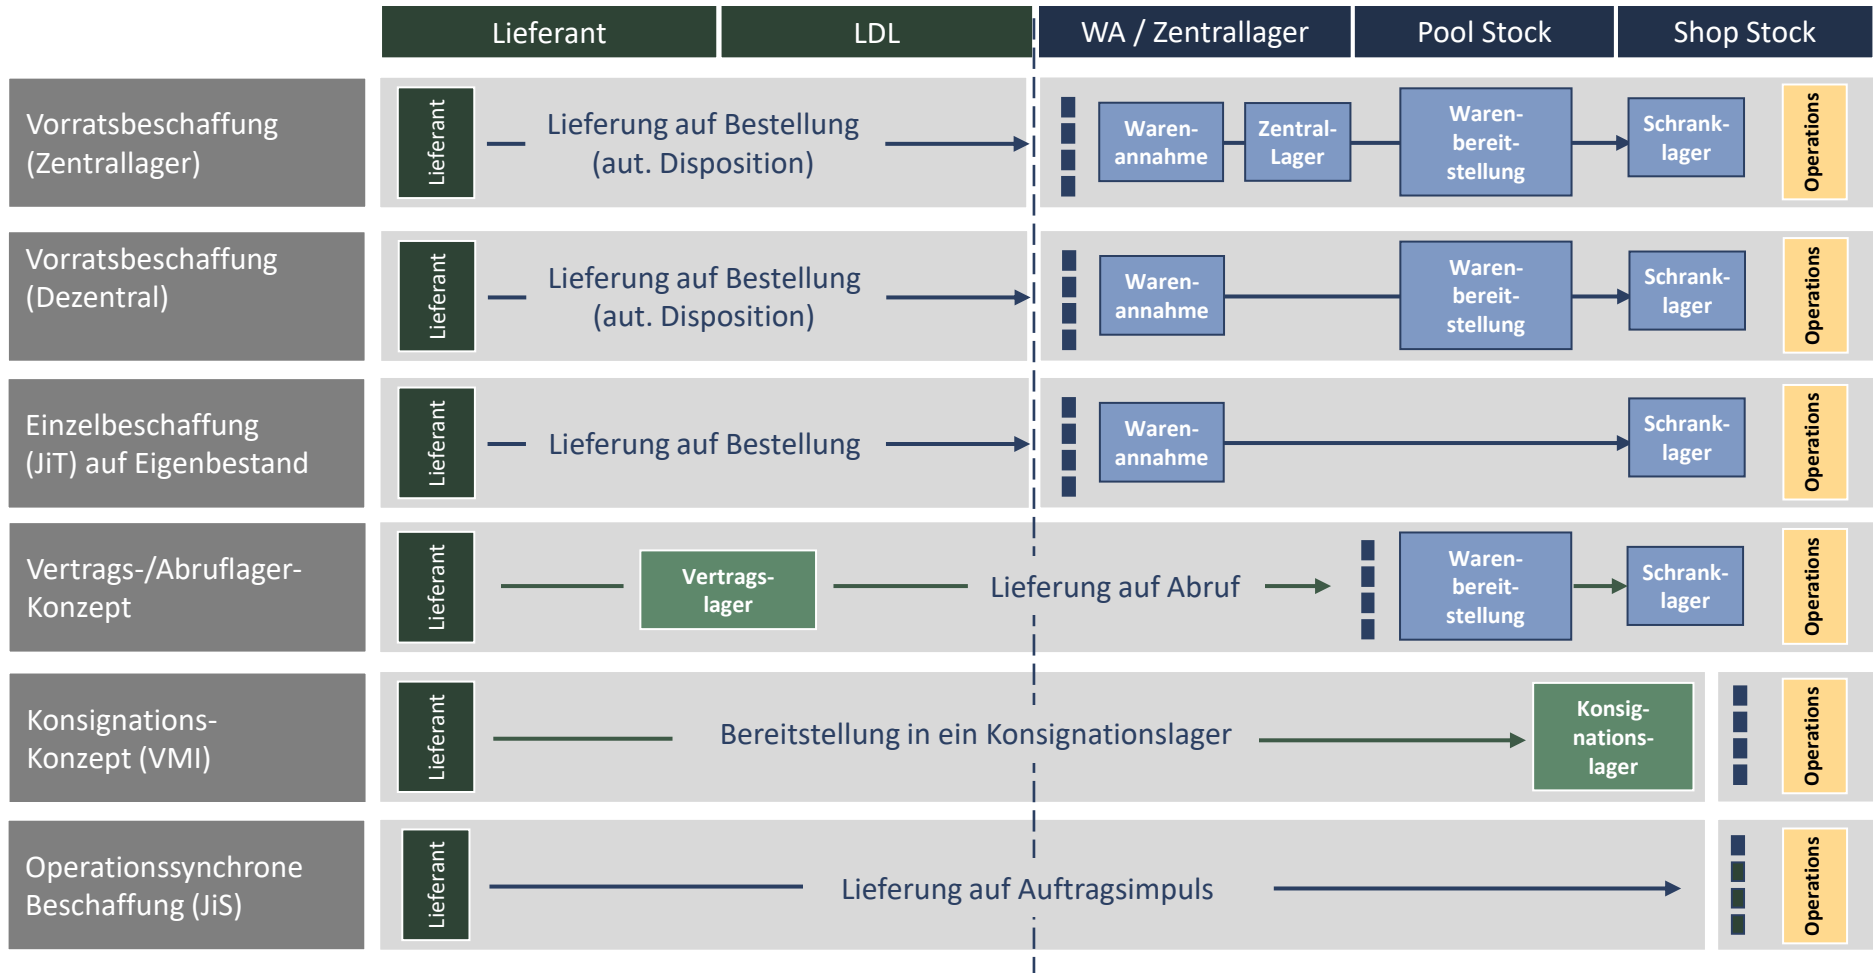 Lieferant
LDL
WA / Zentrallager
Pool Stock
Shop Stock
Vorratsbeschaffung
(Zentrallager)
Lieferant
Lieferung auf Bestellung
(aut. Disposition)
Waren-
annahme
Zentral-
Lager
Waren-
bereit-
stellung
Schrank-
lager
Operations
Vorratsbeschaffung
(Dezentral)
Lieferant
Lieferung auf Bestellung
(aut. Disposition)
Waren-
annahme
Waren-
bereit-
stellung
Schrank-
lager
Operations
Einzelbeschaffung
(JiT) auf Eigenbestand
Lieferant
Lieferung auf Bestellung
Waren-
annahme
Schrank-
lager
Operations
Vertrags-/Abruflager-
Konzept
Lieferant
Vertrags-
lager
Lieferung auf Abruf
Waren-
bereit-
stellung
Schrank-
lager
Operations
Konsignations-
Konzept (VMI)
Lieferant
Bereitstellung in ein Konsignationslager
Konsig-
nations-
lager
Operations
Operationssynchrone
Beschaffung (JiS)
Lieferant
Lieferung auf Auftragsimpuls
Operations